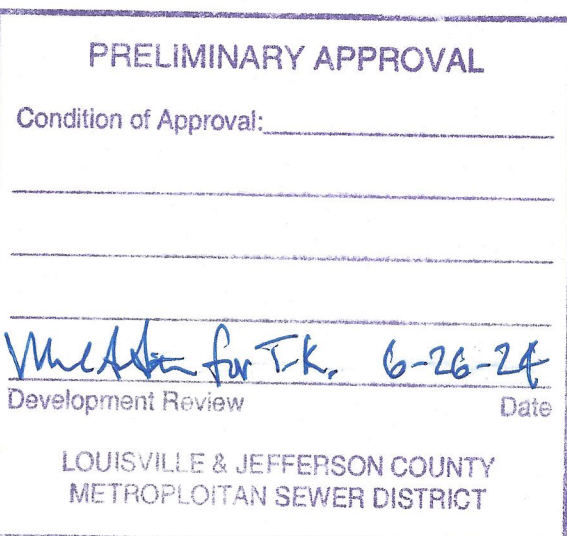 PRELIMINARY APPROVAL
Condition of Approval:
for T.K. 6-26-24
Development Review Date
LOUISVILLE & JEFFERSON COUNTY
METROPLOITAN SEWER DISTRICT